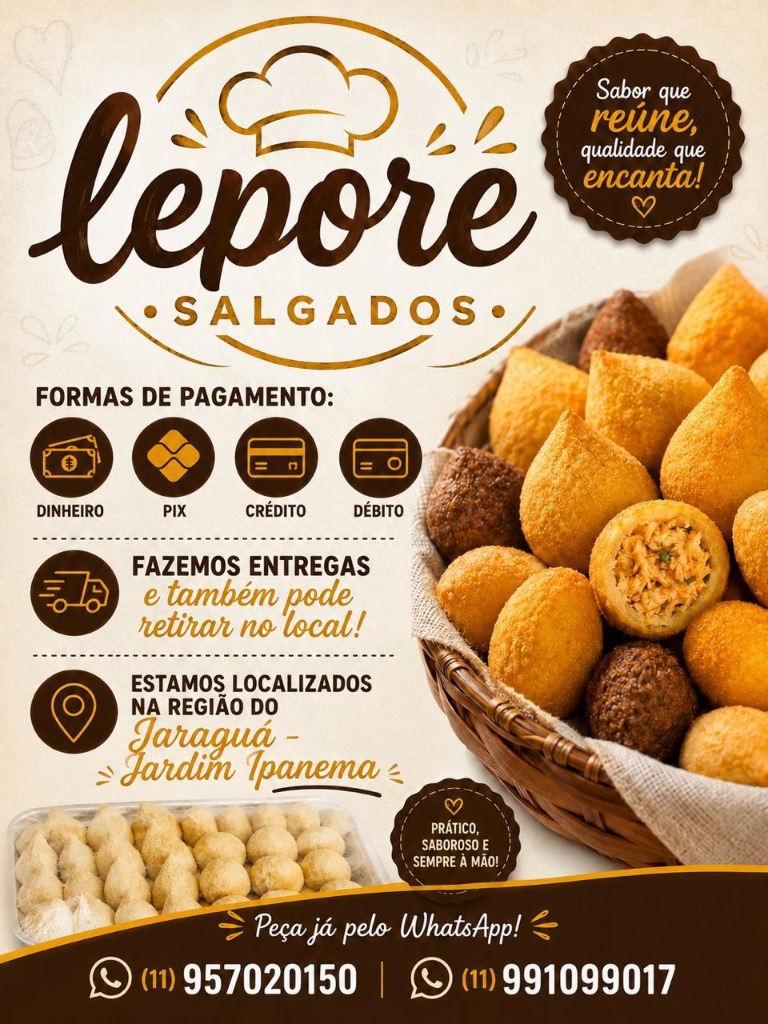 lepore
• SALGADOS •
Sabor que
reúne,
qualidade que
encanta!
FORMAS DE PAGAMENTO:
DINHEIRO
PIX
CRÉDITO
DÉBITO
FAZEMOS ENTREGAS
e também pode
retirar no local!
ESTAMOS LOCALIZADOS
NA REGIÃO DO
Jaraguá -
Jardim Ipanema
PRÁTICO,
SABOROSO E
SEMPRE À MÃO!
Peça já pelo WhatsApp!
(11) 957020150 | (11) 991099017